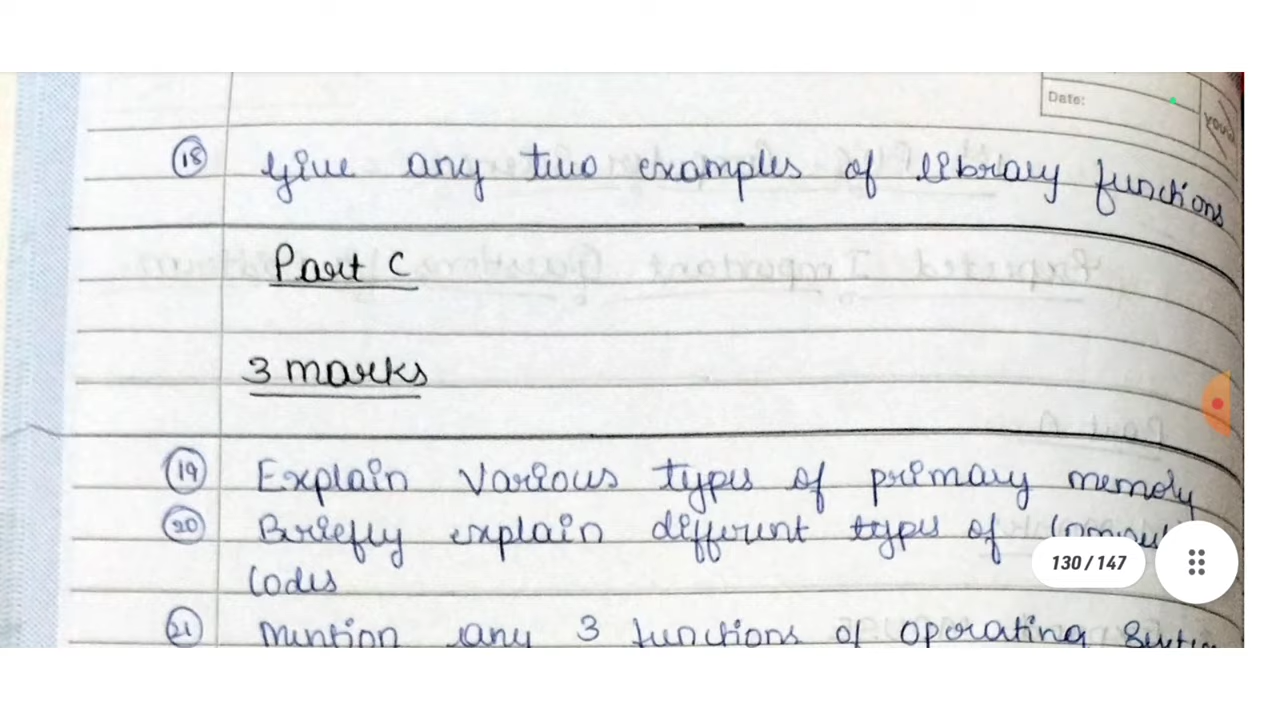 Date:
18 Give any two examples of library functions
Part C
3 marks
19 Explain various types of primary memory
20 Briefly explain different types of
130 / 147
Codes
21 Mention any 3 functions of operating